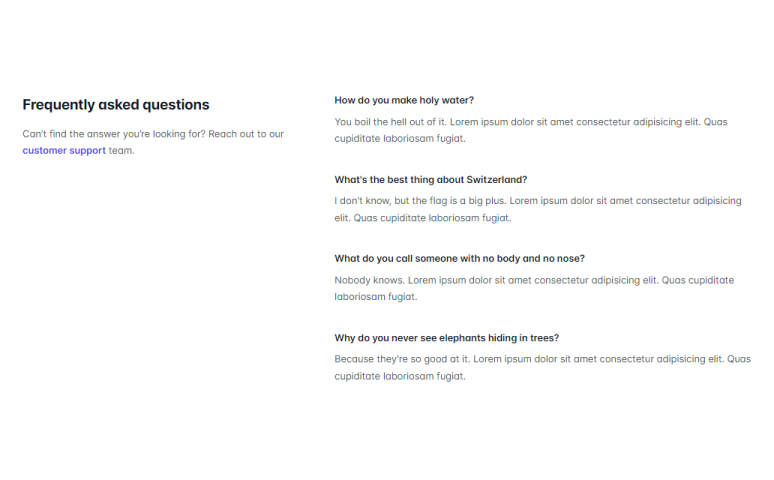 Frequently asked questions
Can't find the answer you're looking for? Reach out to our
customer support team.
How do you make holy water?
You boil the hell out of it. Lorem ipsum dolor sit amet consectetur adipisicing elit. Quas
cupiditate laboriosam fugiat.
What's the best thing about Switzerland?
I don't know, but the flag is a big plus. Lorem ipsum dolor sit amet consectetur adipisicing
elit. Quas cupiditate laboriosam fugiat.
What do you call someone with no body and no nose?
Nobody knows. Lorem ipsum dolor sit amet consectetur adipisicing elit. Quas cupiditate
laboriosam fugiat.
Why do you never see elephants hiding in trees?
Because they're so good at it. Lorem ipsum dolor sit amet consectetur adipisicing elit. Quas
cupiditate laboriosam fugiat.